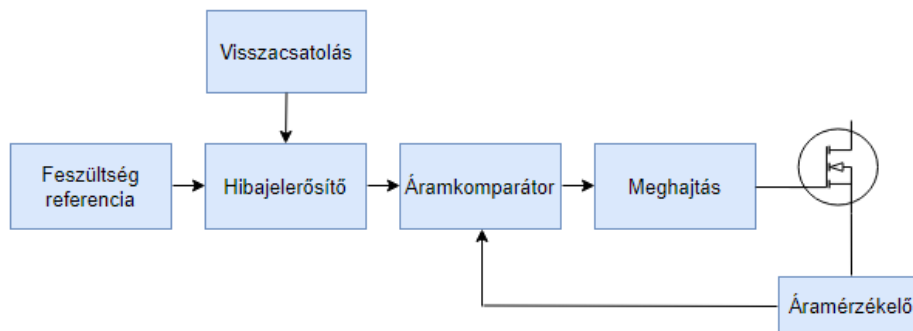 Visszacsatolás
Feszültség
referencia
Hibajelerősítő
Áramkomparátor
Meghajtás
Áramérzékelő